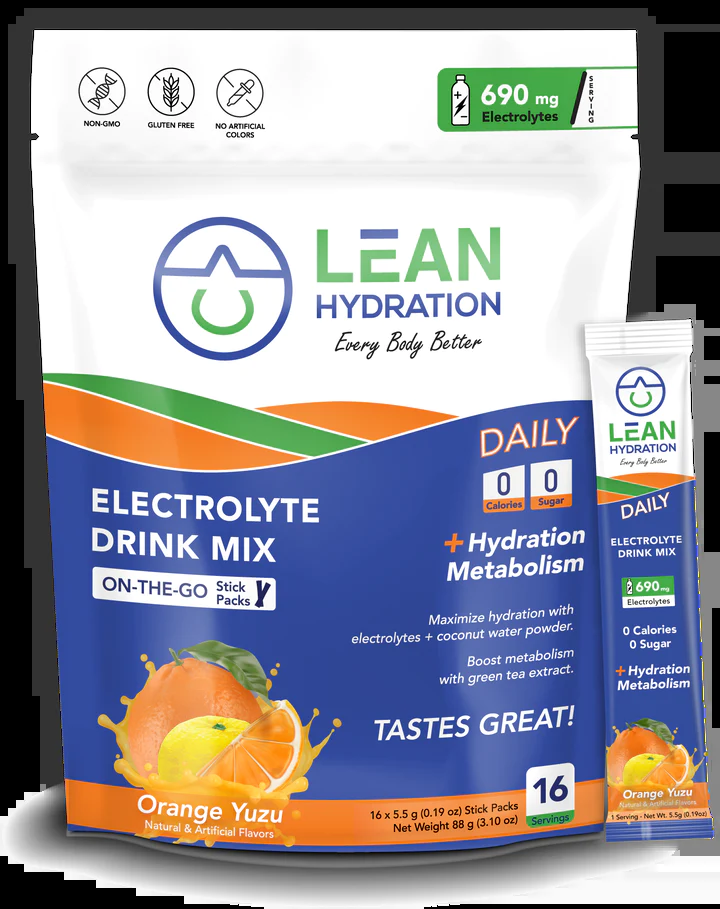 NON-GMO
GLUTEN FREE
NO ARTIFICIAL
COLORS
690 mg
Electrolytes
SERVING
LEAN
HYDRATION
Every Body Better
DAILY
0
Calories
0
Sugar
+Hydration
Metabolism
ELECTROLYTE
DRINK MIX
ON-THE-GO Stick
Packs
Maximize hydration with
electrolytes + coconut water powder.
Boost metabolism
with green tea extract.
TASTES GREAT!
Orange Yuzu
Natural & Artificial Flavors
16 x 5.5 g (0.19 oz) Stick Packs
Net Weight 88 g (3.10 oz)
16
Servings
LEAN
HYDRATION
Every Body Better
DAILY
ELECTROLYTE
DRINK MIX
690 mg
Electrolytes
0 Calories
0 Sugar
+Hydration
Metabolism
Orange Yuzu
Natural & Artificial Flavors
1 Serving - Net Wt. 5.5g (0.19oz)